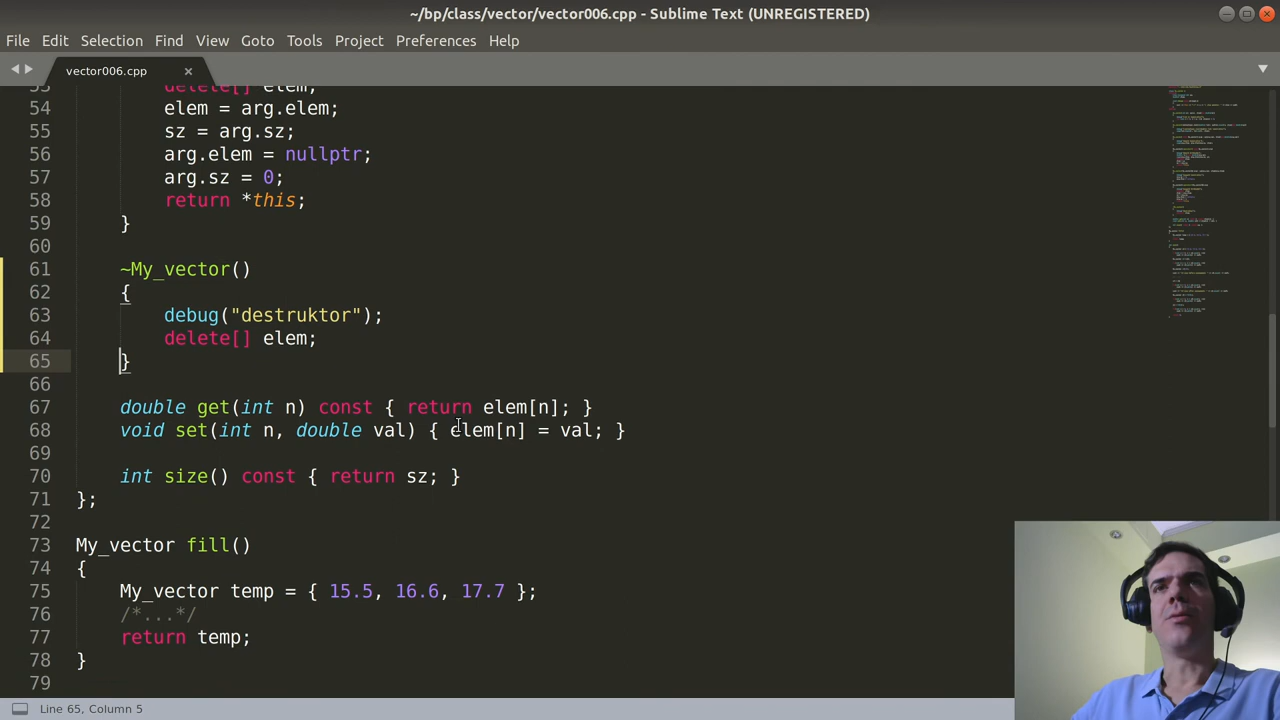 ~/bp/class/vector/vector006.cpp - Sublime Text (UNREGISTERED)
File Edit Selection Find View Goto Tools Project Preferences Help
vector006.cpp
53 delete[] elem;
54 elem = arg.elem;
55 sz = arg.sz;
56 arg.elem = nullptr;
57 arg.sz = 0;
58 return *this;
59 }
60
61 ~My_vector()
62 {
63 debug("destruktor");
64 delete[] elem;
65 }
66
67 double get(int n) const { return elem[n]; }
68 void set(int n, double val) { elem[n] = val; }
69
70 int size() const { return sz; }
71 };
72
73 My_vector fill()
74 {
75 My_vector temp = { 15.5, 16.6, 17.7 };
76 /*...*/
77 return temp;
78 }
79
Line 65, Column 5